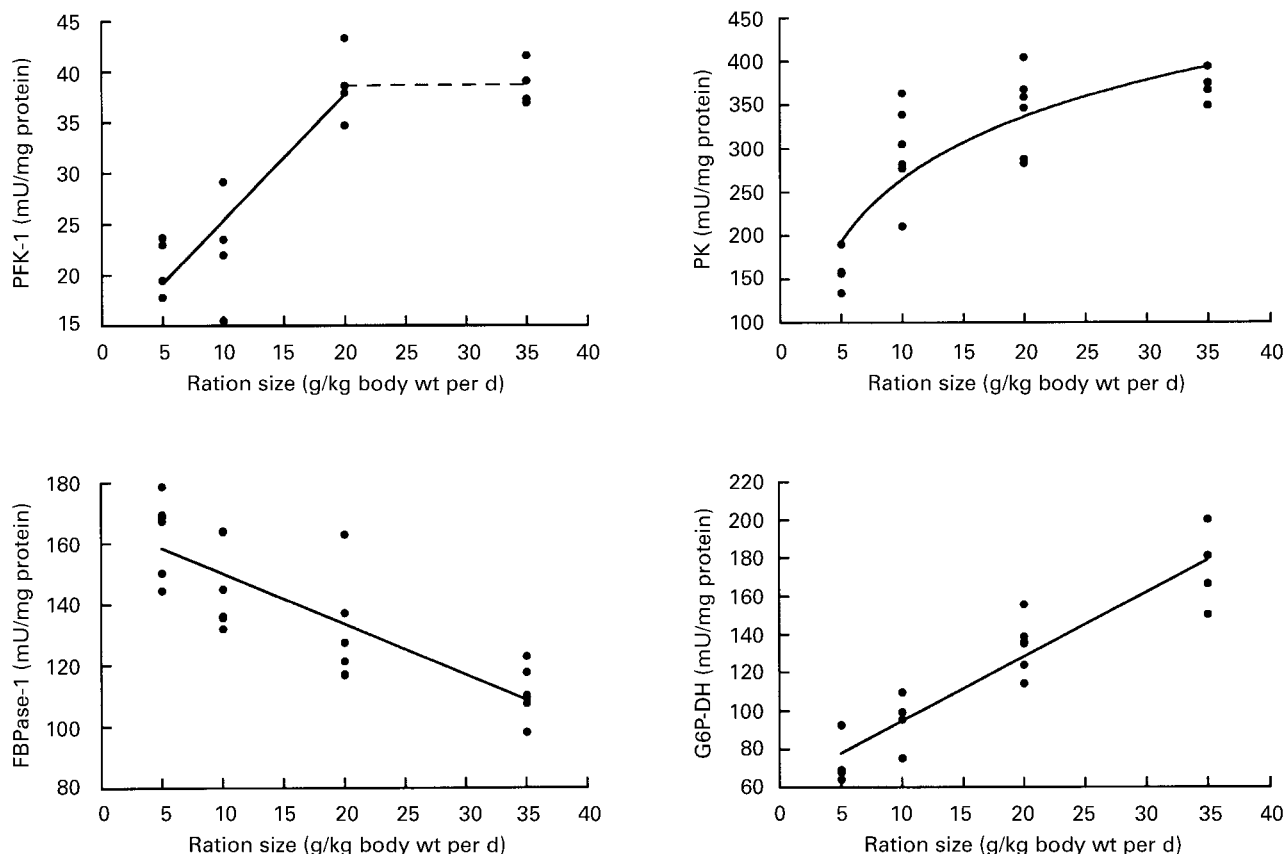 PFK-1 (mU/mg protein)
45
40
35
30
25
20
15
0 5 10 15 20 25 30 35 40
Ration size (g/kg body wt per d)
PK (mU/mg protein)
450
400
350
300
250
200
150
100
0 5 10 15 20 25 30 35 40
Ration size (g/kg body wt per d)
FBPase-1 (mU/mg protein)
180
160
140
120
100
80
0 5 10 15 20 25 30 35 40
Ration size (g/kg body wt per d)
G6P-DH (mU/mg protein)
220
200
180
160
140
120
100
80
60
0 5 10 15 20 25 30 35 40
Ration size (g/kg body wt per d)